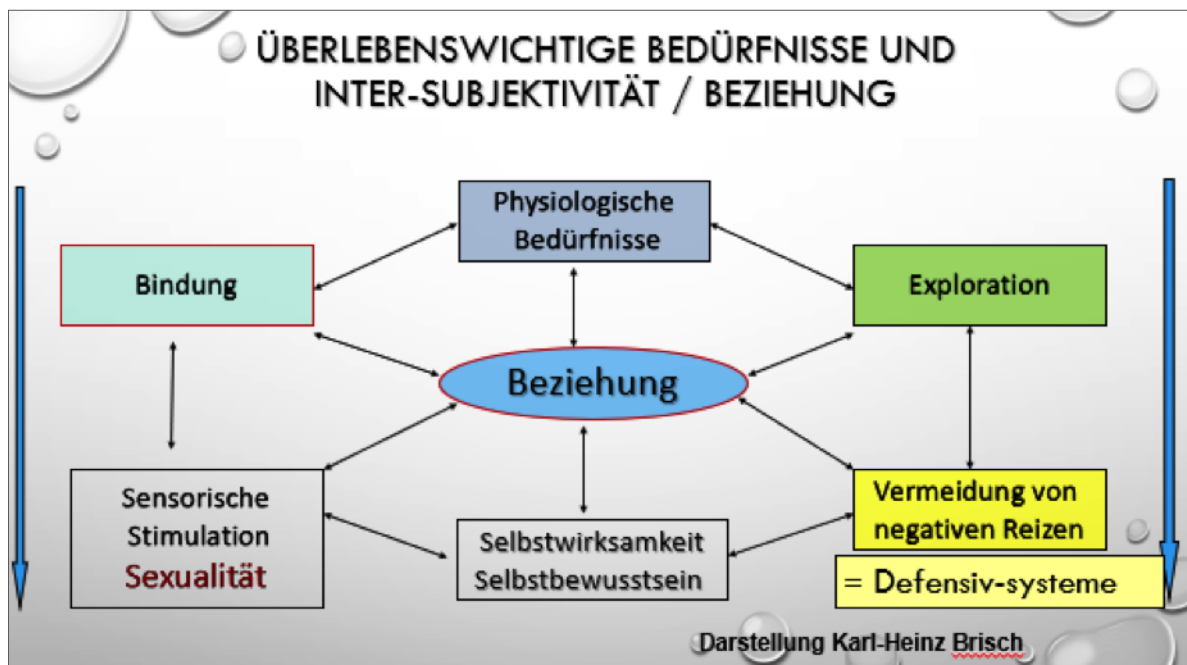 ÜBERLEBENSWICHTIGE BEDÜRFNISSE UND
INTER-SUBJEKTIVITÄT / BEZIEHUNG
Physiologische
Bedürfnisse
Bindung
Exploration
Beziehung
Sensorische
Stimulation
Sexualität
Selbstwirksamkeit
Selbstbewusstsein
Vermeidung von
negativen Reizen
= Defensiv-systeme
Darstellung Karl-Heinz Brisch